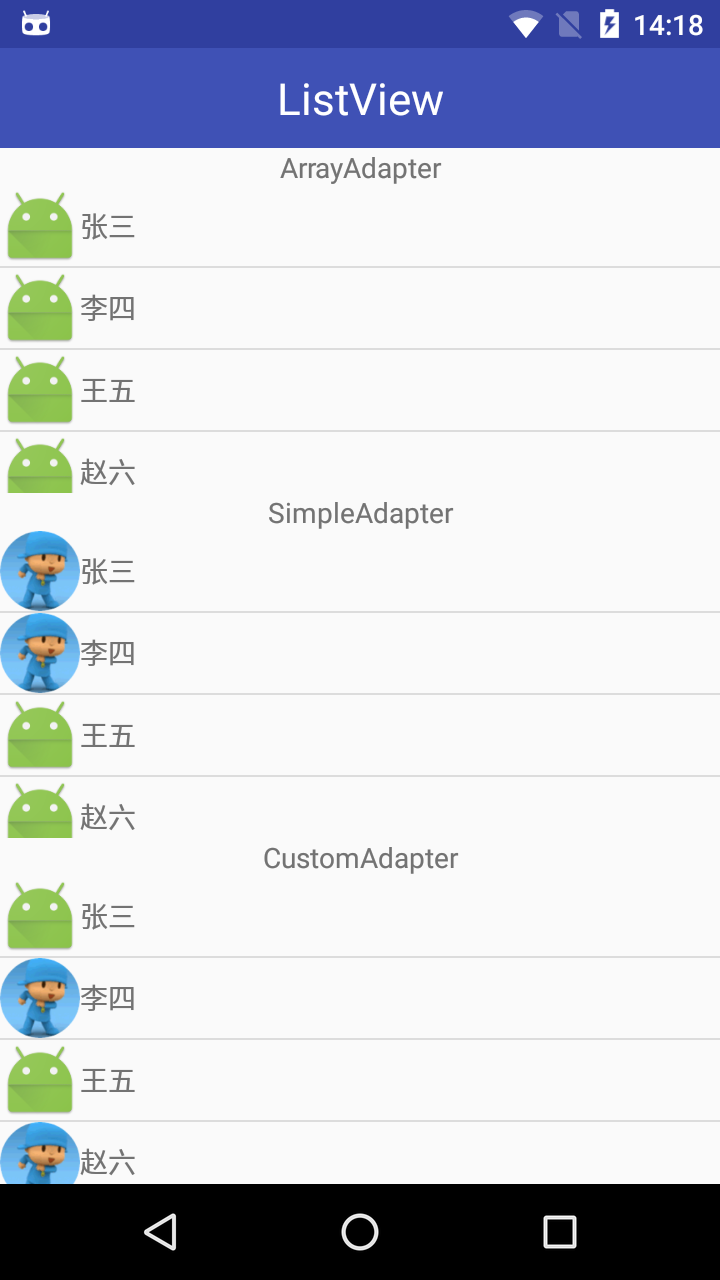 14:18
ListView
ArrayAdapter
张三
李四
王五
赵六
SimpleAdapter
张三
李四
王五
赵六
CustomAdapter
张三
李四
王五
赵六